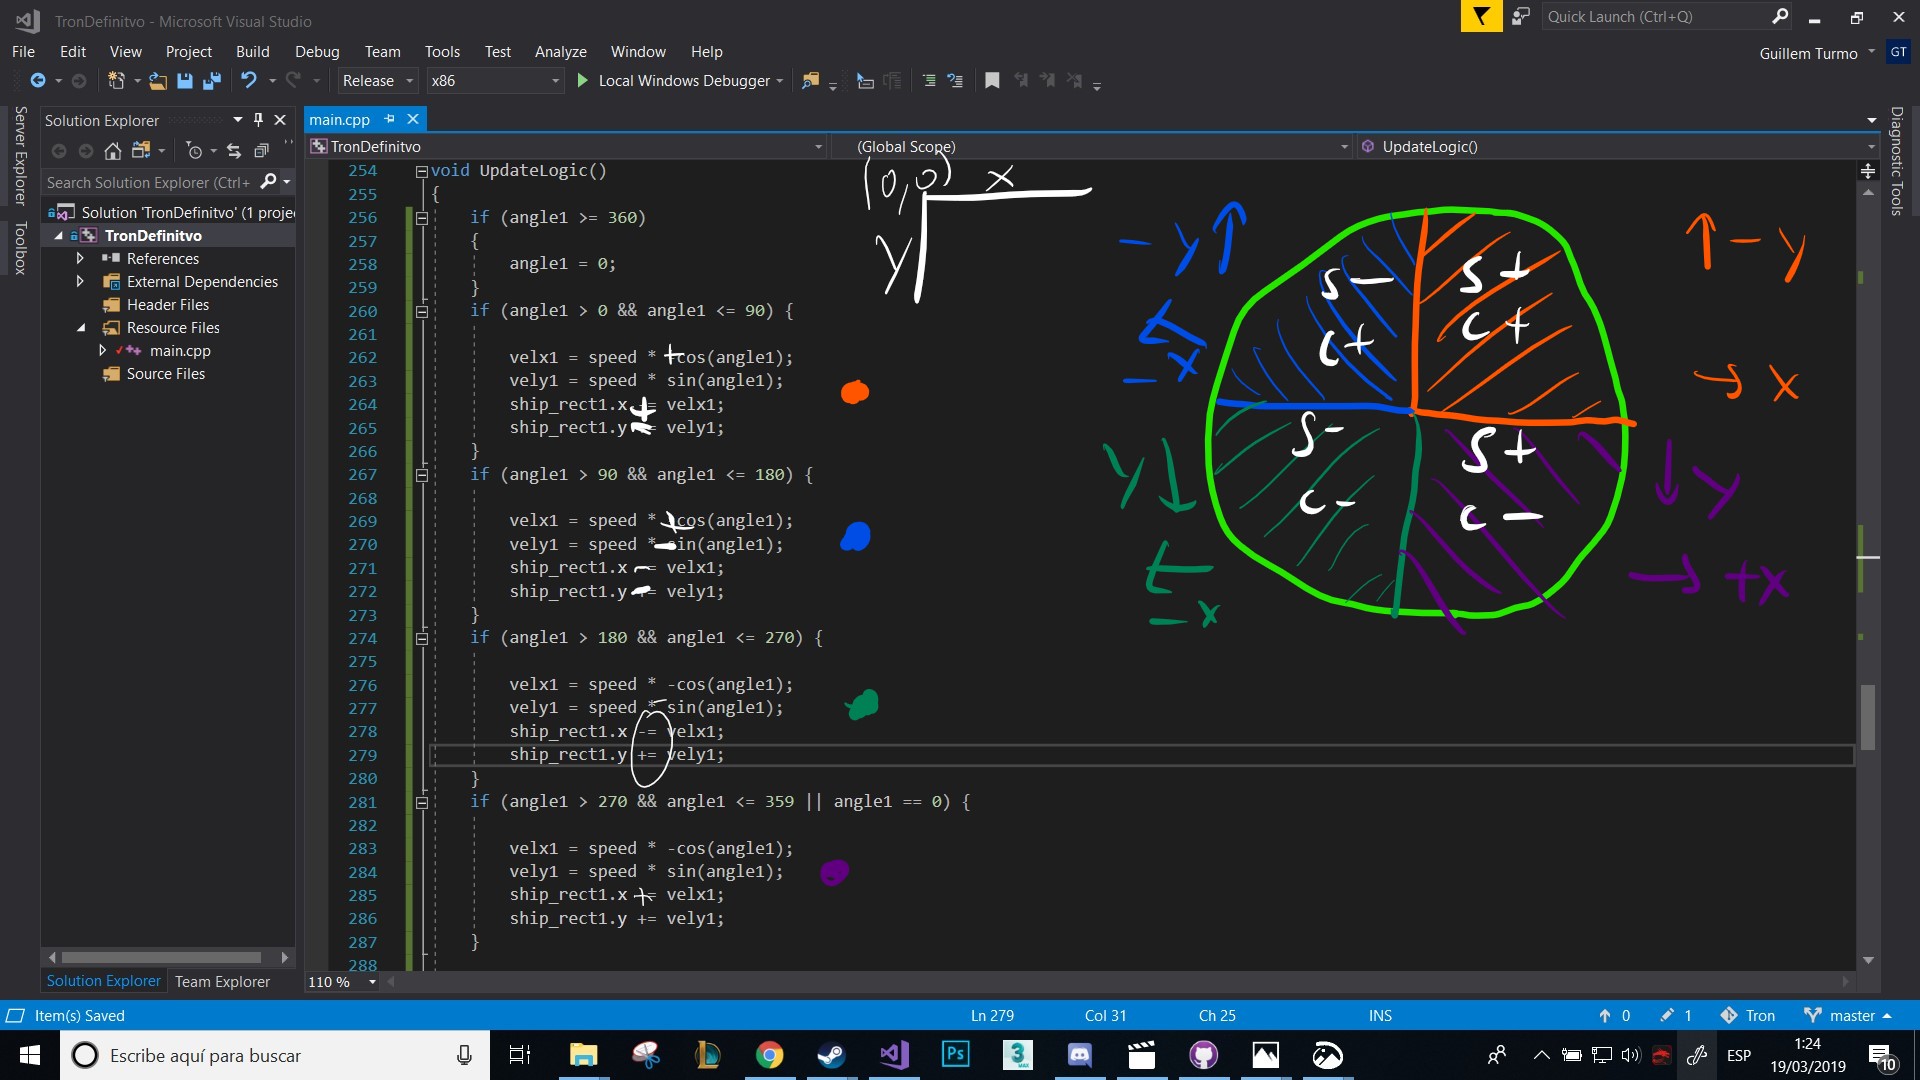 TronDefinitvo - Microsoft Visual Studio
Quick Launch (Ctrl+Q)
File Edit View Project Build Debug Team Tools Test Analyze Window Help
Guillem Turmo
GT
Release x86 Local Windows Debugger
Server Explorer
Toolbox
Solution Explorer
Search Solution Explorer (Ctrl+
Solution 'TronDefinitvo' (1 proje
TronDefinitvo
References
External Dependencies
Header Files
Resource Files
main.cpp
Source Files
Solution Explorer Team Explorer
main.cpp
TronDefinitvo (Global Scope) UpdateLogic()
254 void UpdateLogic()
255 {
256 if (angle1 >= 360)
257 {
258 angle1 = 0;
259 }
260 if (angle1 > 0 && angle1 <= 90) {
261
262 velx1 = speed * +cos(angle1);
263 vely1 = speed * sin(angle1);
264 ship_rect1.x += velx1;
265 ship_rect1.y -= vely1;
266 }
267 if (angle1 > 90 && angle1 <= 180) {
268
269 velx1 = speed * +cos(angle1);
270 vely1 = speed * -sin(angle1);
271 ship_rect1.x -= velx1;
272 ship_rect1.y -= vely1;
273 }
274 if (angle1 > 180 && angle1 <= 270) {
275
276 velx1 = speed * -cos(angle1);
277 vely1 = speed * sin(angle1);
278 ship_rect1.x -= velx1;
279 ship_rect1.y += vely1;
280 }
281 if (angle1 > 270 && angle1 <= 359 || angle1 == 0) {
282
283 velx1 = speed * -cos(angle1);
284 vely1 = speed * sin(angle1);
285 ship_rect1.x += velx1;
286 ship_rect1.y += vely1;
287 }
288
(0,0) x
y
-y
-x
S-
C+
S+
C+
-y
x
y
-x
S-
C-
S+
C-
y
+x
Diagnostic Tools
110 %
Item(s) Saved Ln 279 Col 31 Ch 25 INS 0 1 Tron master
Escribe aquí para buscar
Ps
3
MAX
ESP
1:24
19/03/2019
10